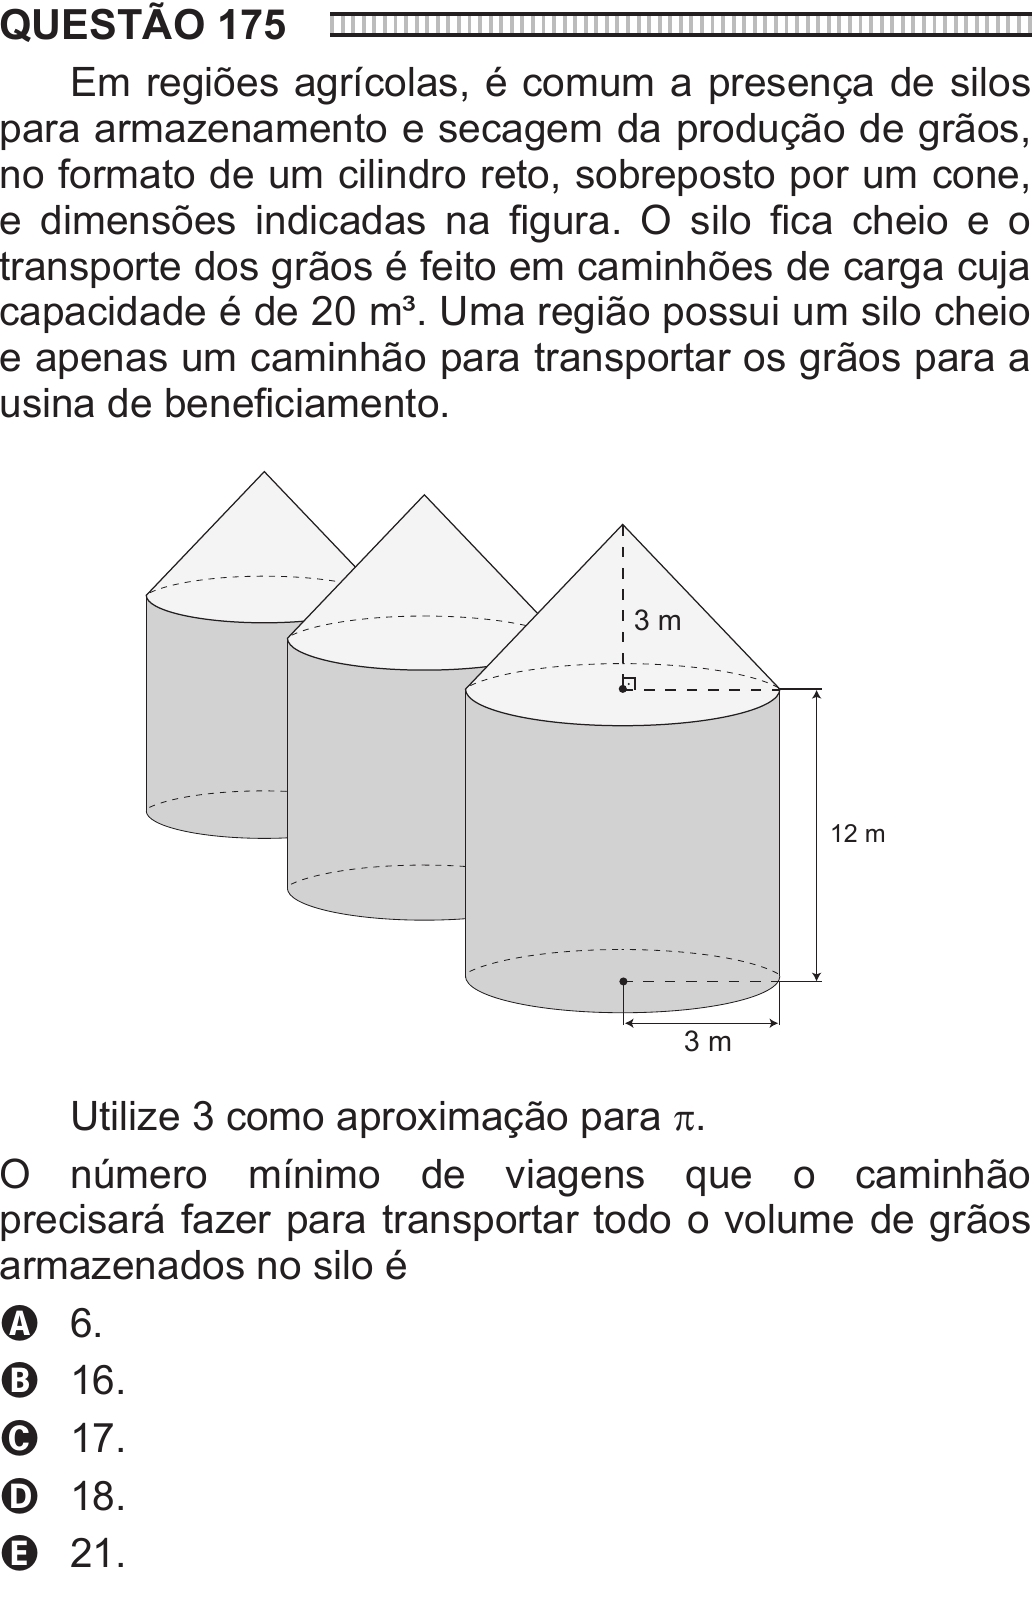 QUESTÃO 175
Em regiões agrícolas, é comum a presença de silos
para armazenamento e secagem da produção de grãos,
no formato de um cilindro reto, sobreposto por um cone,
e dimensões indicadas na figura. O silo fica cheio e o
transporte dos grãos é feito em caminhões de carga cuja
capacidade é de 20 m³. Uma região possui um silo cheio
e apenas um caminhão para transportar os grãos para a
usina de beneficiamento.
3 m
12 m
3 m
Utilize 3 como aproximação para π.
O número mínimo de viagens que o caminhão
precisará fazer para transportar todo o volume de grãos
armazenados no silo é
A 6.
B 16.
C 17.
D 18.
E 21.